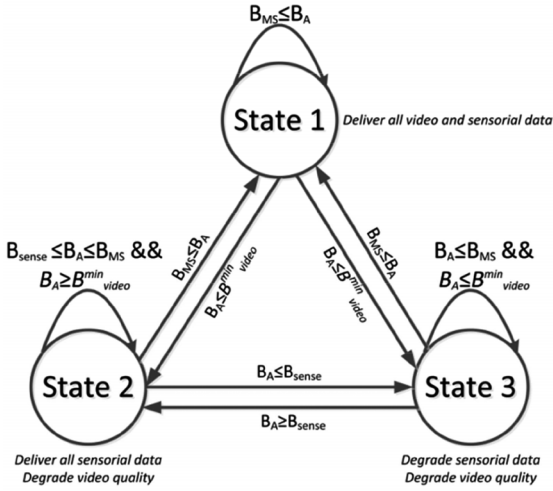 B_MS≤B_A
State 1
Deliver all video and sensorial data
B_sense ≤B_A≤B_MS &&
B_A≥B^min_video
B_MS≤B_A
B_A≤B^min_video
B_A≤B^min_video
B_MS≤B_A
B_A≤B_MS &&
B_A≤B^min_video
State 2
B_A≤B_sense
B_A≥B_sense
State 3
Deliver all sensorial data
Degrade video quality
Degrade sensorial data
Degrade video quality